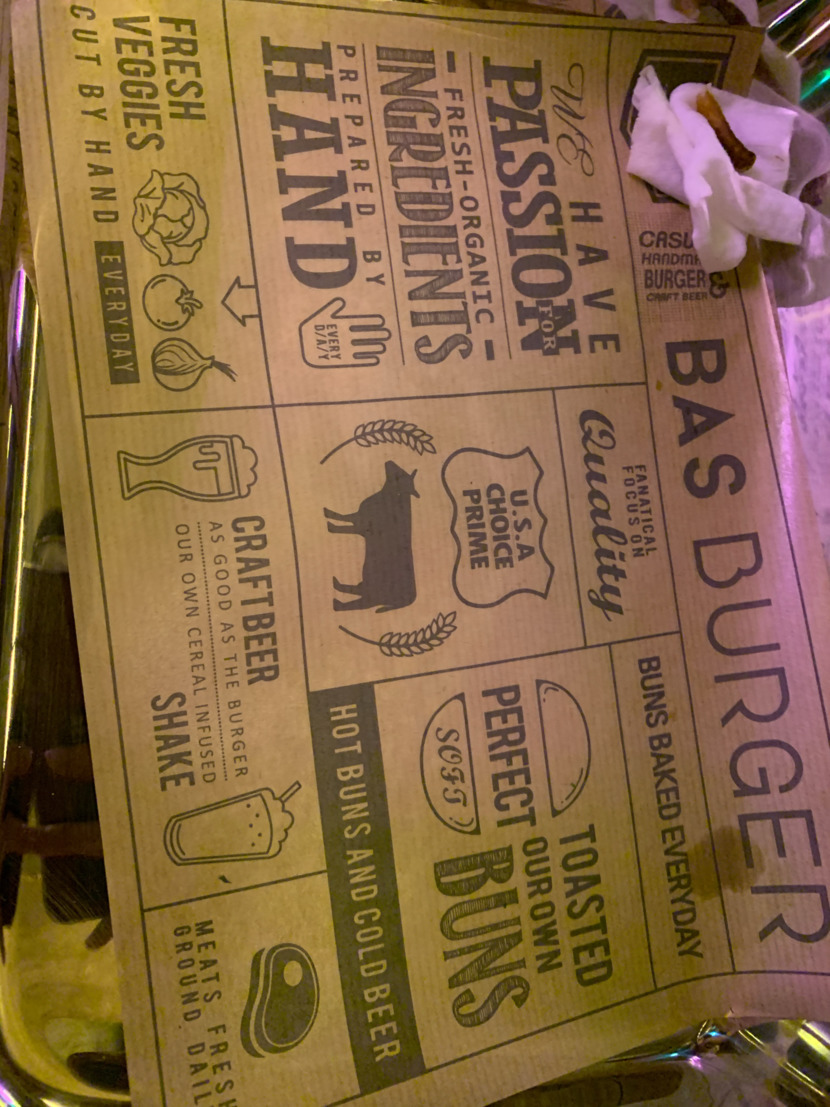 CASU
HANDMA
BURGER &
CRAFT BEER
BAS BURGER
WE HAVE
PASSION FOR
- FRESH-ORGANIC -
INGREDIENTS
PREPARED BY
HAND
EVERY
D/A/Y
FANATICAL
FOCUS ON
Quality
BUNS BAKED EVERYDAY
U.S.A
CHOICE
PRIME
TOASTED
OUR OWN
PERFECT
BUNS
SOFT
HOT BUNS AND COLD BEER
FRESH
VEGGIES
CUT BY HAND EVERYDAY
CRAFTBEER
AS GOOD AS THE BURGER
OUR OWN CEREAL INFUSED
SHAKE
MEATS FRESH
GROUND DAIL